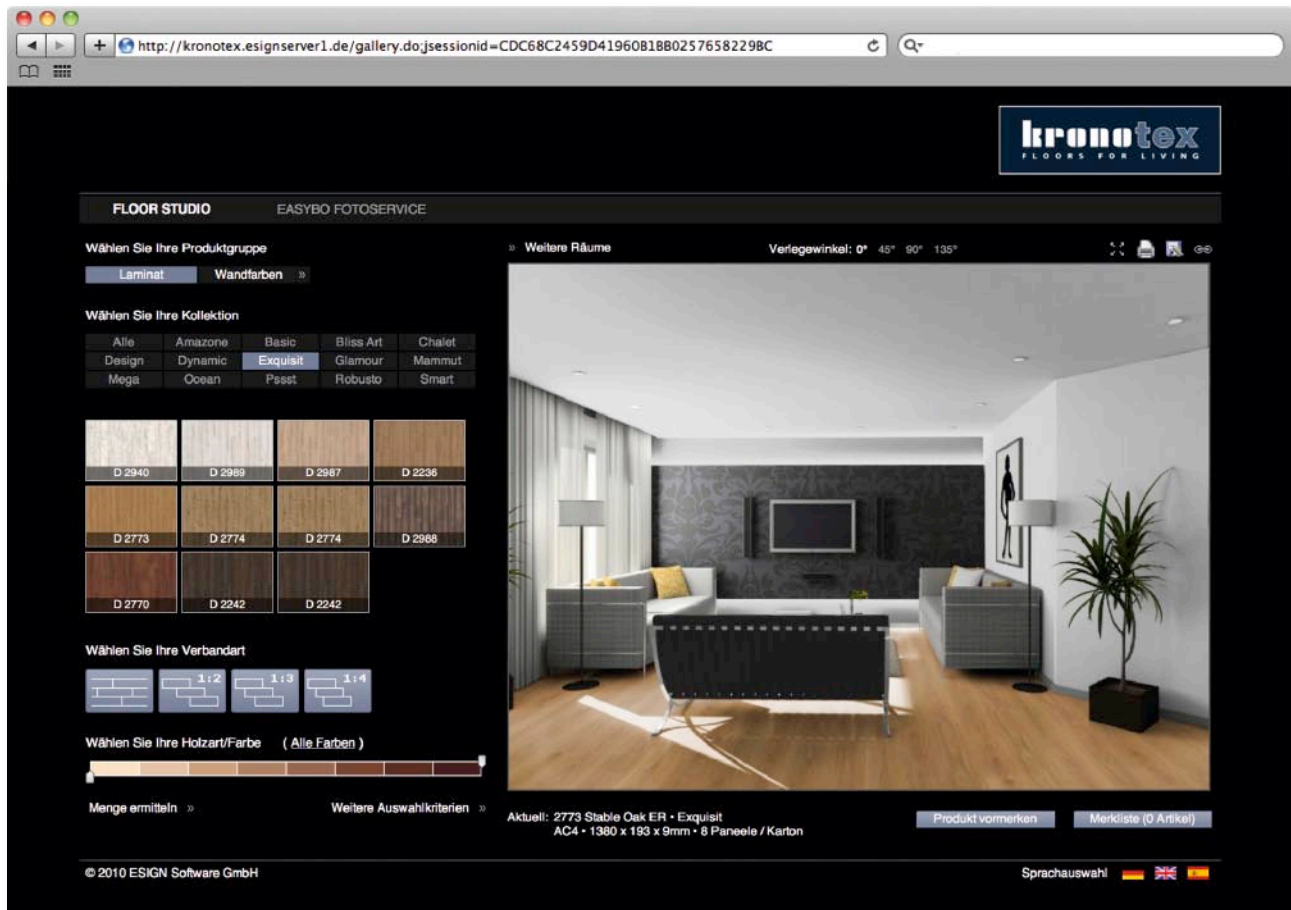 http://kronotex.esignserver1.de/gallery.do;jsessionid=CDC68C2459D41960B1BB0257658229BC
kronotex
FLOORS FOR LIVING
FLOOR STUDIO EASYBO FOTOSERVICE
Wählen Sie Ihre Produktgruppe
Laminat Wandfarben »
» Weitere Räume Verlegewinkel: 0° 45° 90° 135°
Wählen Sie Ihre Kollektion
Alle Amazone Basic Bliss Art Chalet
Design Dynamic Exquisit Glamour Mammut
Mega Ocean Pssst Robusto Smart
D 2940 D 2989 D 2987 D 2236
D 2773 D 2774 D 2774 D 2988
D 2770 D 2242 D 2242
Wählen Sie Ihre Verbandart
1:2 1:3 1:4
Wählen Sie Ihre Holzart/Farbe ( Alle Farben )
Menge ermitteln » Weitere Auswahlkriterien »
Aktuell: 2773 Stable Oak ER • Exquisit
AC4 • 1380 x 193 x 9mm • 8 Paneele / Karton
Produkt vormerken Merkliste (0 Artikel)
© 2010 ESIGN Software GmbH Sprachauswahl